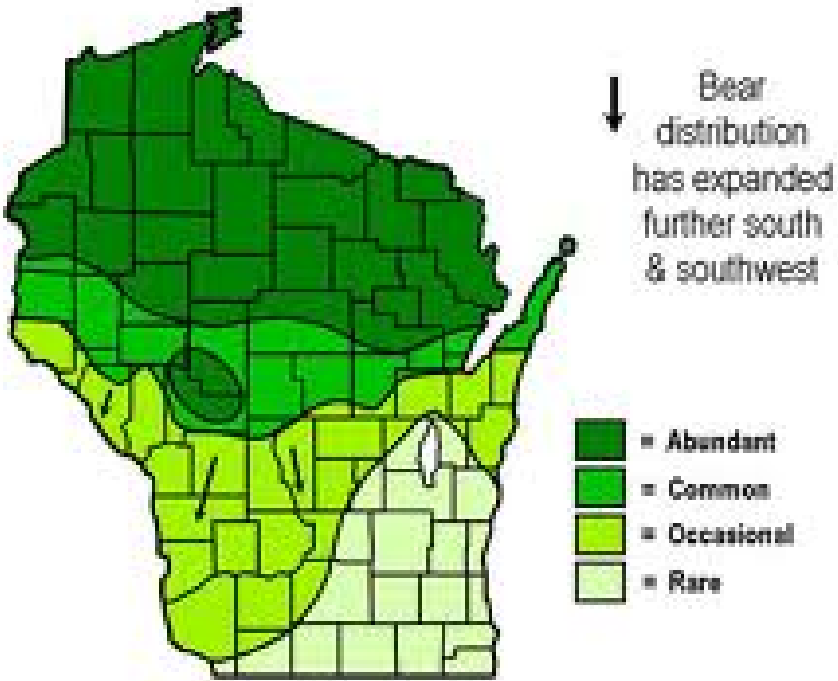 Bear
distribution
has expanded
further south
& southwest
= Abundant
= Common
= Occasional
= Rare